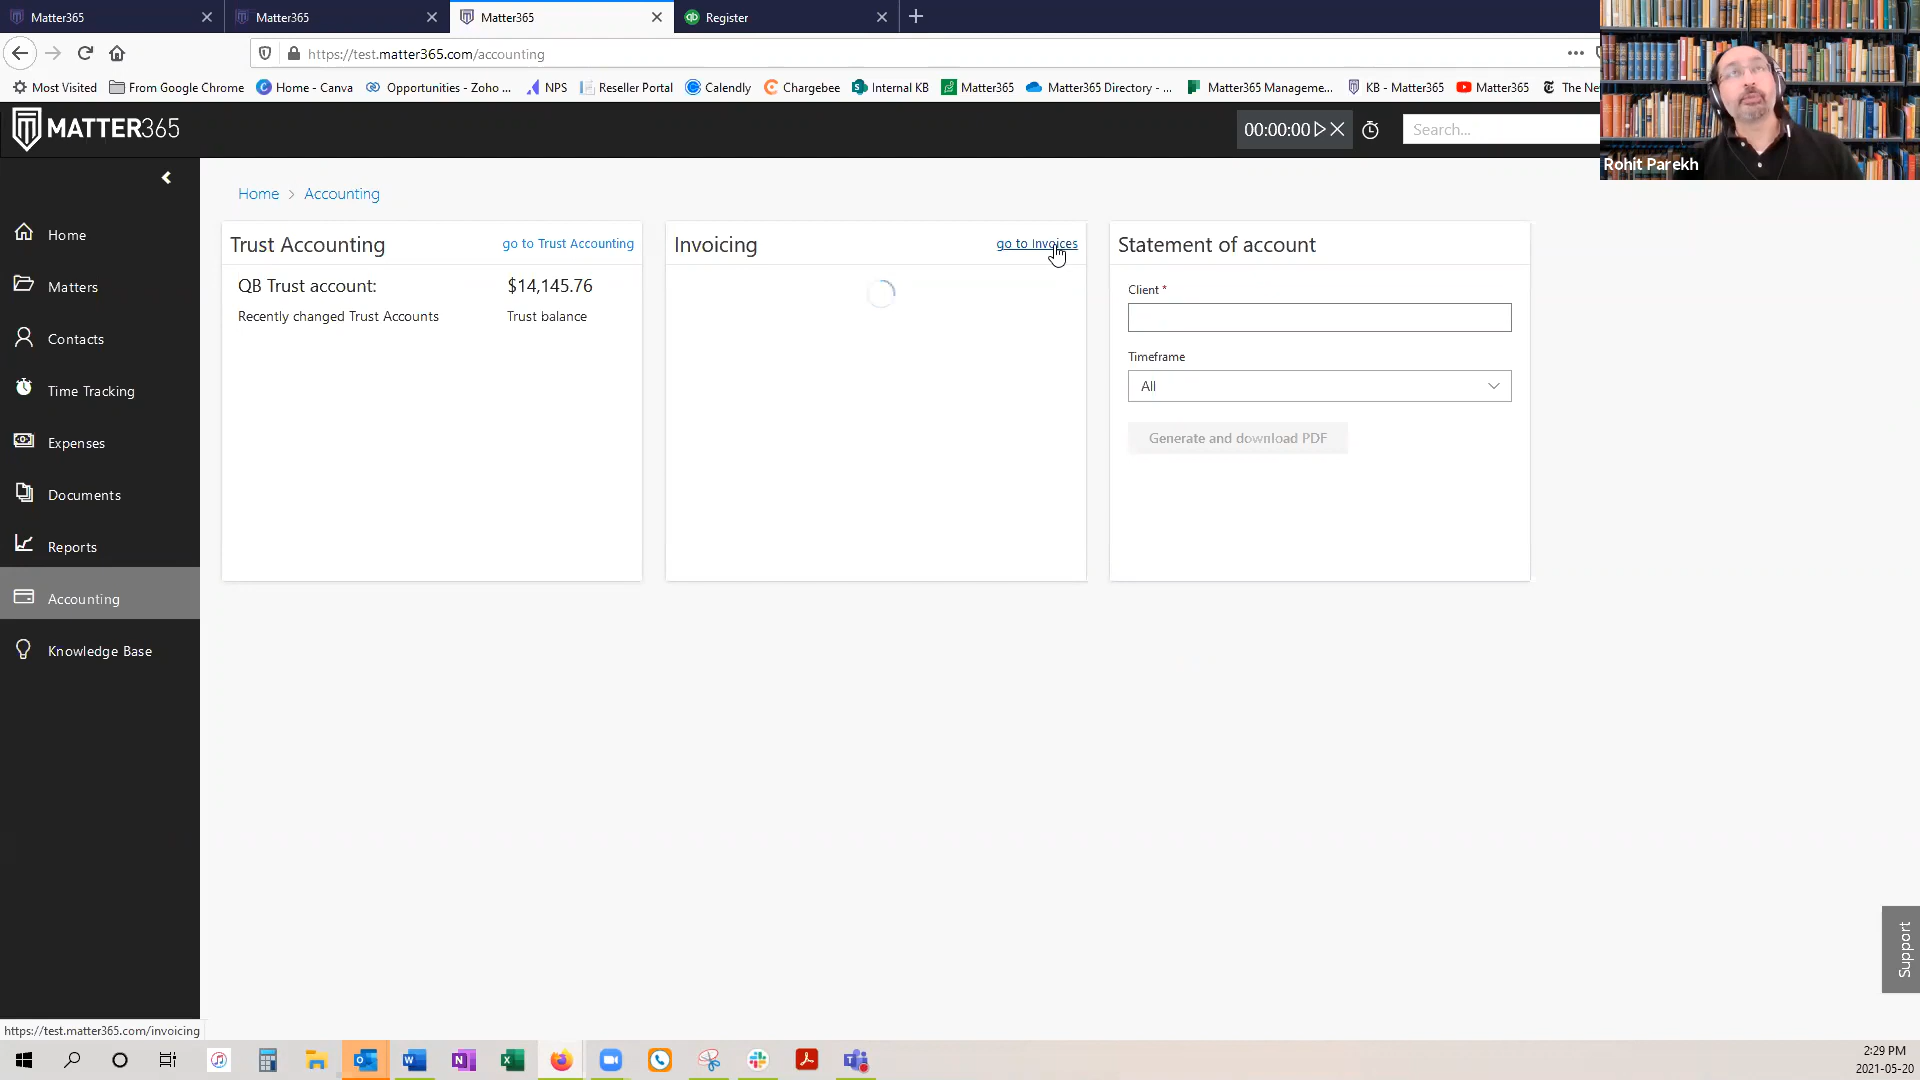 Matter365
Matter365
Matter365
Register
https://test.matter365.com/accounting
Most Visited
From Google Chrome
Home - Canva
Opportunities - Zoho ...
NPS
Reseller Portal
Calendly
Chargebee
Internal KB
Matter365
Matter365 Directory - ...
Matter365 Manageme...
KB - Matter365
Matter365
The Ne
MATTER365
00:00:00
Search...
Rohit Parekh
Home > Accounting
Home
Matters
Contacts
Time Tracking
Expenses
Documents
Reports
Accounting
Knowledge Base
Trust Accounting
go to Trust Accounting
QB Trust account: $14,145.76
Recently changed Trust Accounts Trust balance
Invoicing
go to Invoices
Statement of account
Client *
Timeframe
All
Generate and download PDF
Support
https://test.matter365.com/invoicing
2:29 PM
2021-05-20